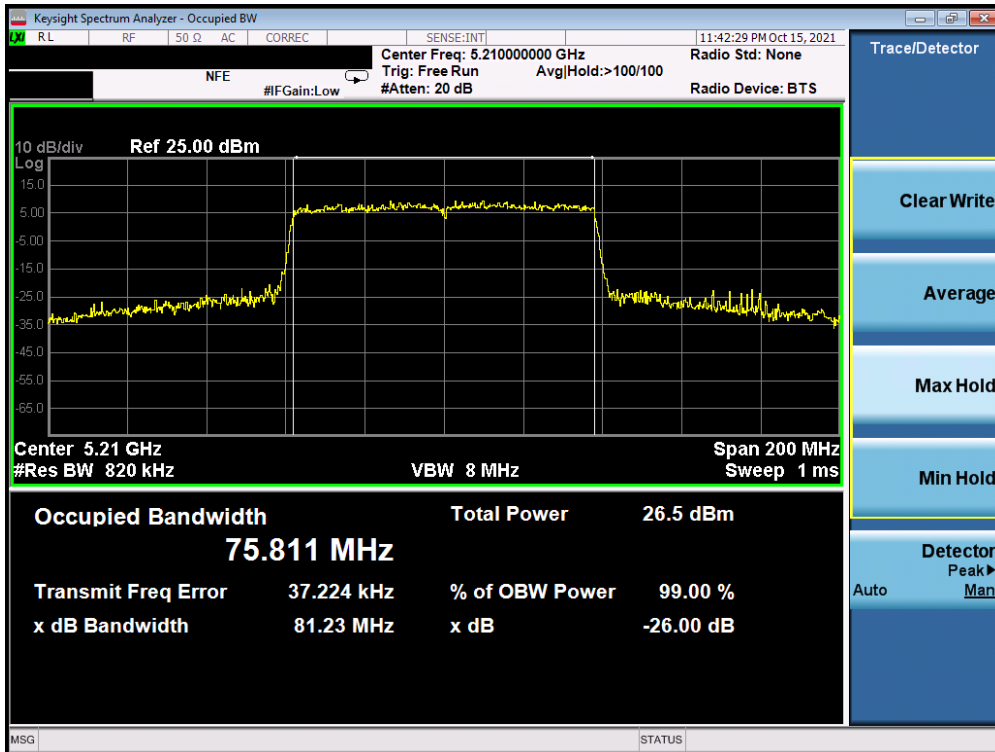 Keysight Spectrum Analyzer - Occupied BW
LXI RL RF 50 Ω AC CORREC SENSE:INT 11:42:29 PM Oct 15, 2021
Center Freq: 5.210000000 GHz Radio Std: None
NFE Trig: Free Run Avg|Hold:>100/100
#IFGain:Low #Atten: 20 dB Radio Device: BTS
10 dB/div Ref 25.00 dBm
Log
15.0
5.00
-5.00
-15.0
-25.0
-35.0
-45.0
-55.0
-65.0
Center 5.21 GHz Span 200 MHz
#Res BW 820 kHz VBW 8 MHz Sweep 1 ms
Occupied Bandwidth Total Power 26.5 dBm
75.811 MHz
Transmit Freq Error 37.224 kHz % of OBW Power 99.00 %
x dB Bandwidth 81.23 MHz x dB -26.00 dB
Trace/Detector
Clear Write
Average
Max Hold
Min Hold
Detector
Peak▶
Auto Man
MSG STATUS